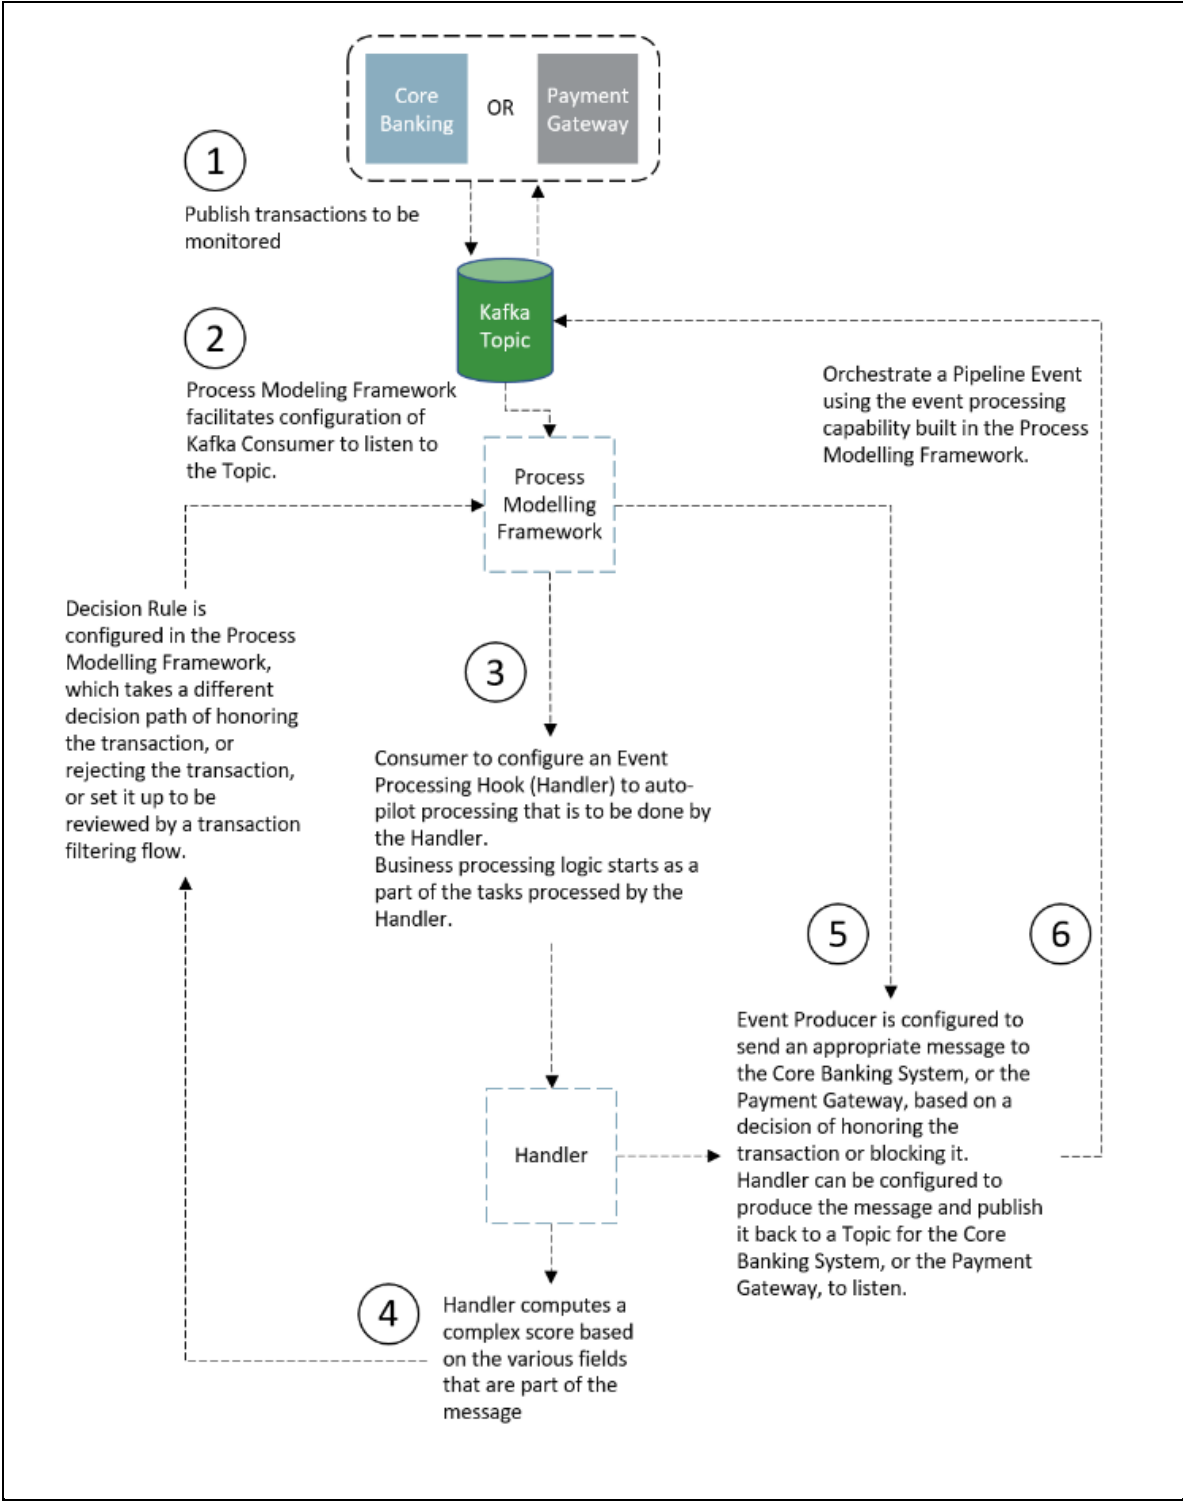 Core
Banking
OR
Payment
Gateway
1
Publish transactions to be
monitored
Kafka
Topic
2
Process Modeling Framework
facilitates configuration of
Kafka Consumer to listen to
the Topic.
Orchestrate a Pipeline Event
using the event processing
capability built in the Process
Modelling Framework.
Process
Modelling
Framework
Decision Rule is
configured in the Process
Modelling Framework,
which takes a different
decision path of honoring
the transaction, or
rejecting the transaction,
or set it up to be
reviewed by a transaction
filtering flow.
3
Consumer to configure an Event
Processing Hook (Handler) to auto-
pilot processing that is to be done by
the Handler.
Business processing logic starts as a
part of the tasks processed by the
Handler.
5
6
Event Producer is configured to
send an appropriate message to
the Core Banking System, or the
Payment Gateway, based on a
decision of honoring the
transaction or blocking it.
Handler can be configured to
produce the message and publish
it back to a Topic for the Core
Banking System, or the Payment
Gateway, to listen.
Handler
4
Handler computes a
complex score based
on the various fields
that are part of the
message